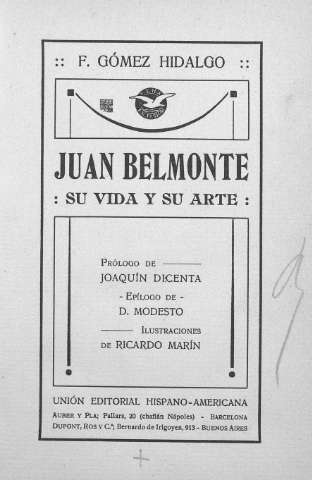 :: F. GÓMEZ HIDALGO ::
JUAN BELMONTE
: SU VIDA Y SU ARTE :
PRÓLOGO DE ———
JOAQUÍN DICENTA
- EPÍLOGO DE -
D. MODESTO
——— ILUSTRACIONES
DE RICARDO MARÍN
UNIÓN EDITORIAL HISPANO-AMERICANA
AUBER Y PLA; Pallars, 20 (chaflán Nápoles) - BARCELONA
DUPONT, ROS Y C.ª; Bernardo de Irigoyen, 913 - BUENOS AIRES